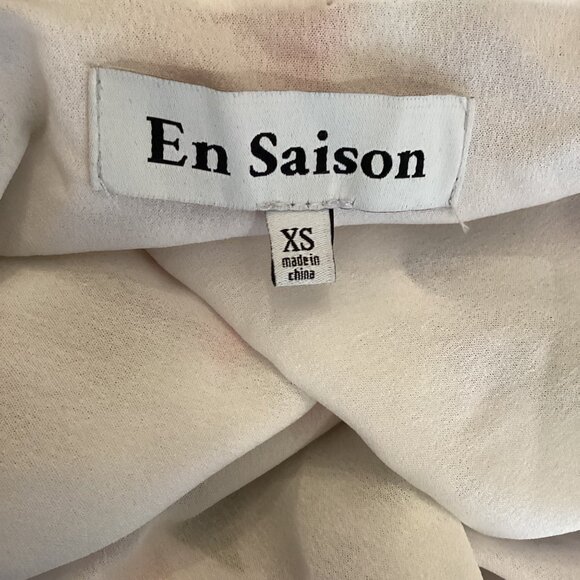 En Saison
XS
made in
china